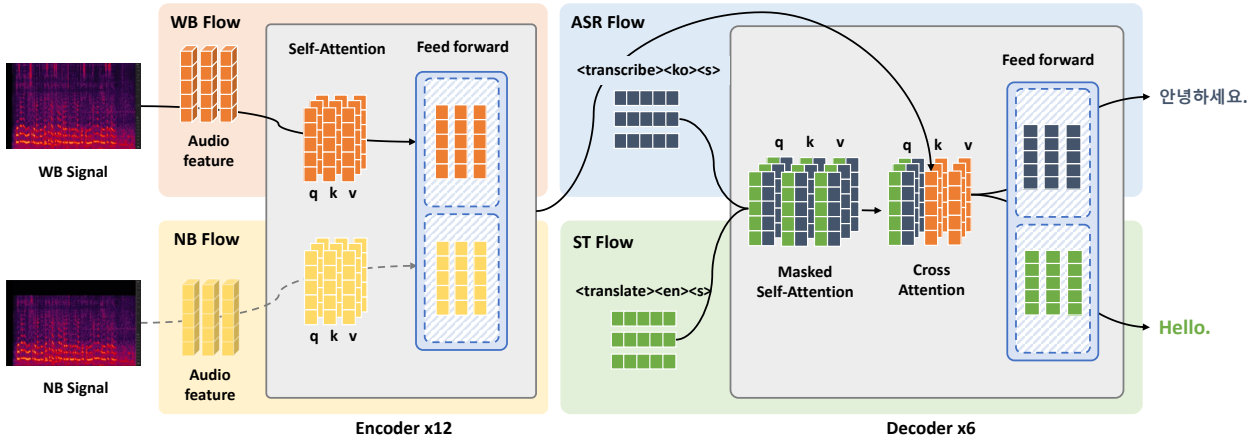 WB Flow
Self-Attention
Feed forward
Audio
feature
WB Signal
q k v
NB Flow
Audio
feature
NB Signal
q k v
Encoder x12
ASR Flow
<transcribe><ko><s>
Feed forward
안녕하세요.
q k v
q k v
ST Flow
Masked
Self-Attention
Cross
Attention
<translate><en><s>
Hello.
Decoder x6